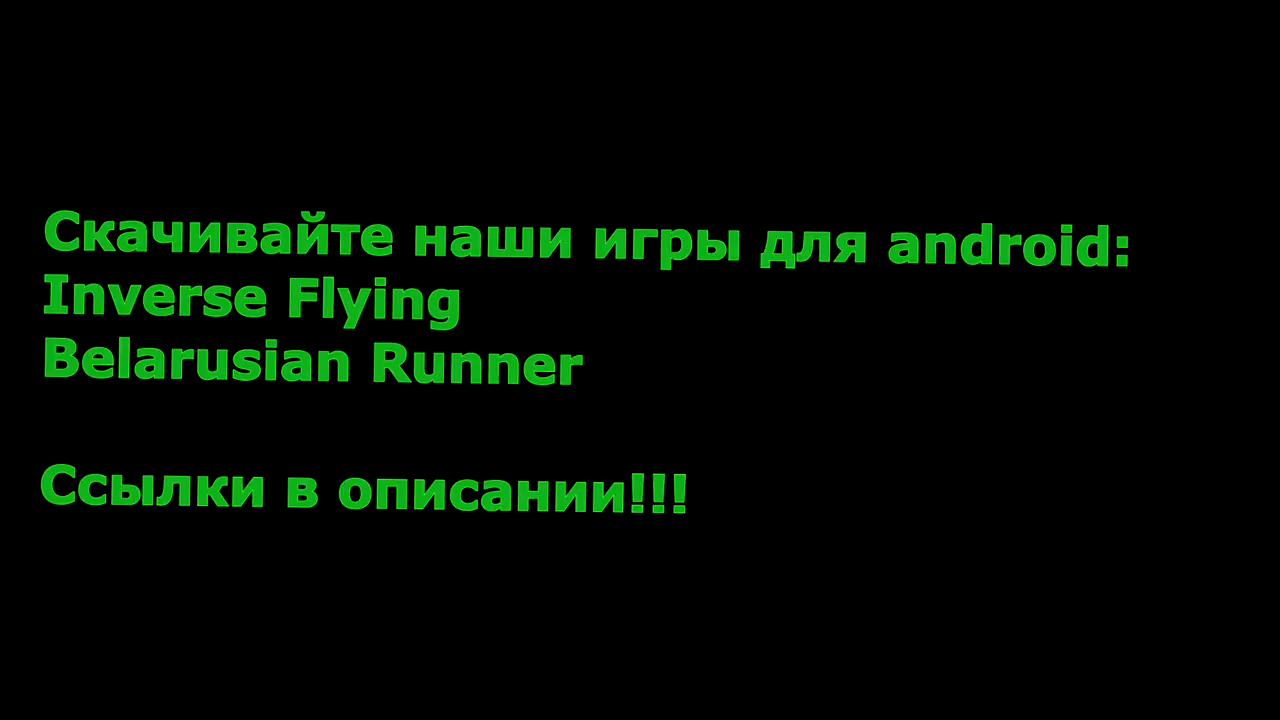 Скачивайте наши игры для android:
Inverse Flying
Belarusian Runner
Ссылки в описании!!!